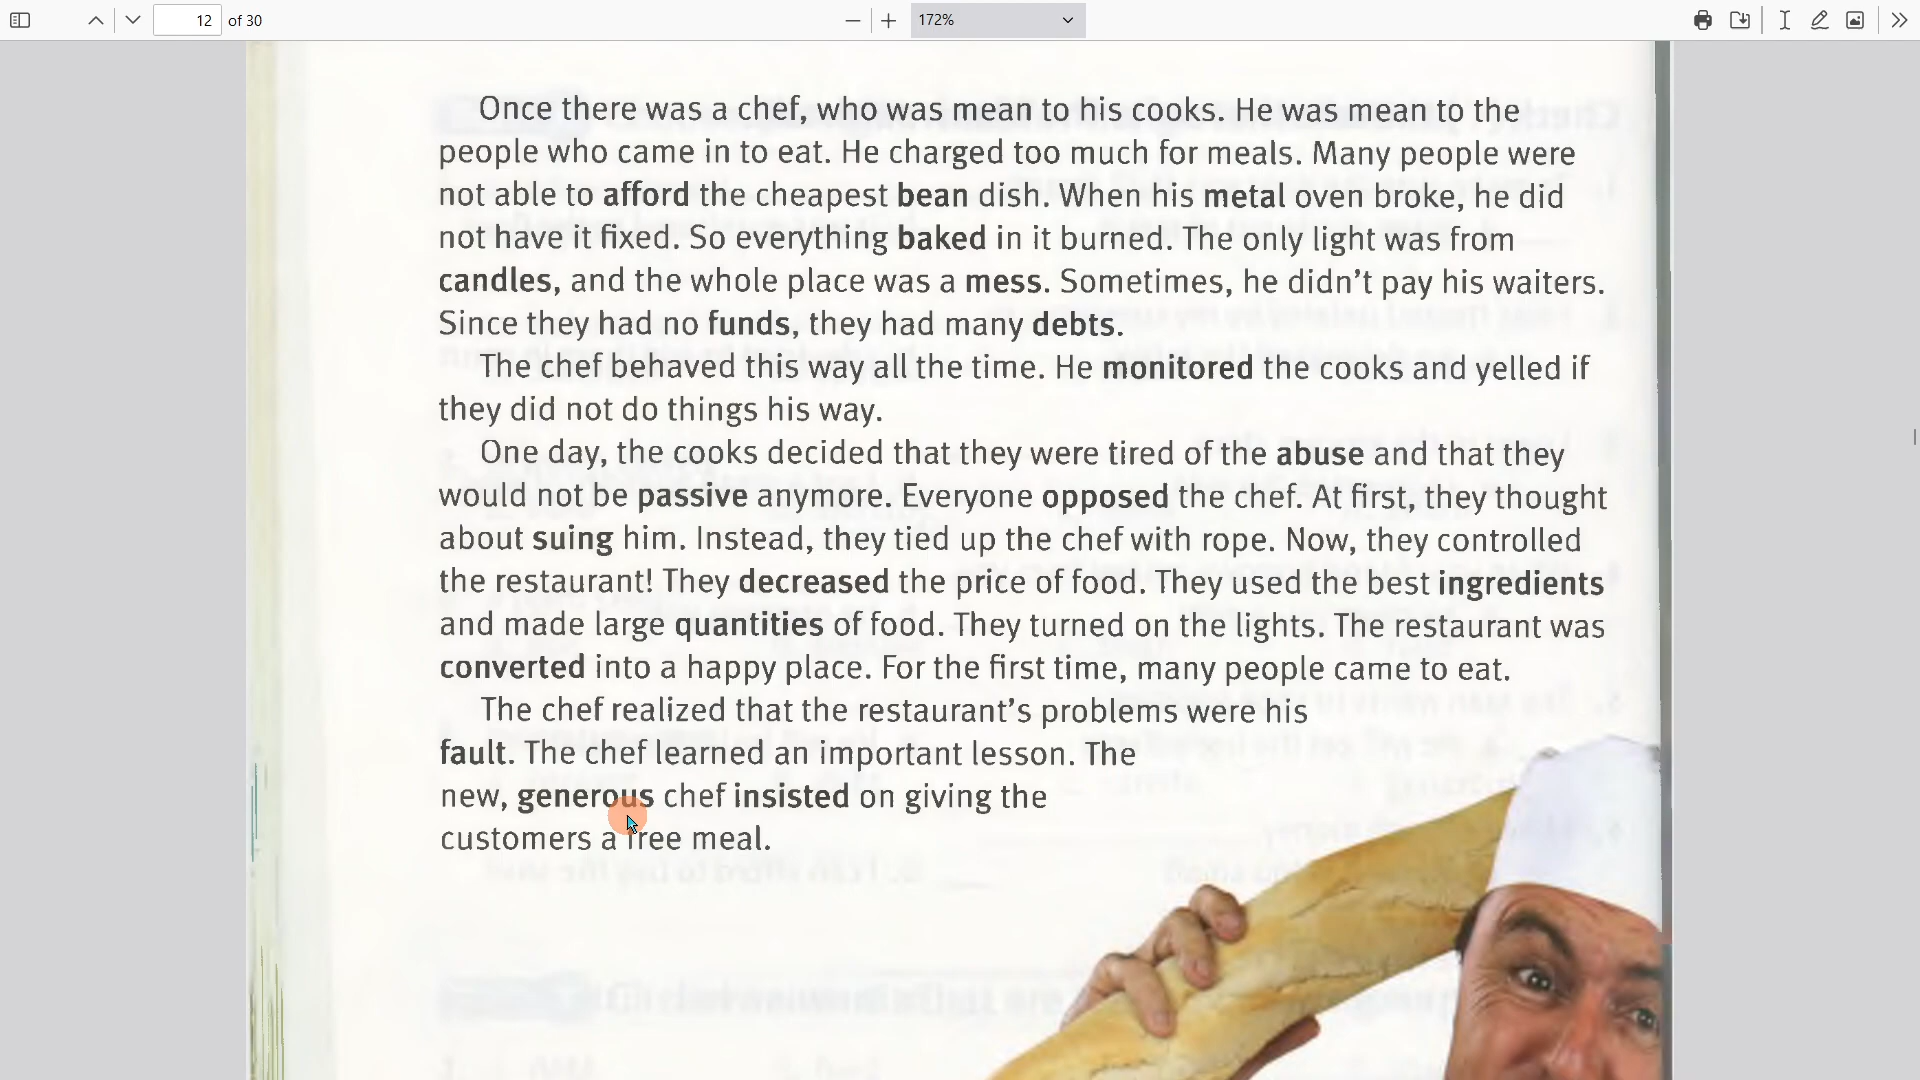 12 of 30
172%
Once there was a chef, who was mean to his cooks. He was mean to the
people who came in to eat. He charged too much for meals. Many people were
not able to afford the cheapest bean dish. When his metal oven broke, he did
not have it fixed. So everything baked in it burned. The only light was from
candles, and the whole place was a mess. Sometimes, he didn't pay his waiters.
Since they had no funds, they had many debts.
The chef behaved this way all the time. He monitored the cooks and yelled if
they did not do things his way.
One day, the cooks decided that they were tired of the abuse and that they
would not be passive anymore. Everyone opposed the chef. At first, they thought
about suing him. Instead, they tied up the chef with rope. Now, they controlled
the restaurant! They decreased the price of food. They used the best ingredients
and made large quantities of food. They turned on the lights. The restaurant was
converted into a happy place. For the first time, many people came to eat.
The chef realized that the restaurant's problems were his
fault. The chef learned an important lesson. The
new, generous chef insisted on giving the
customers a free meal.